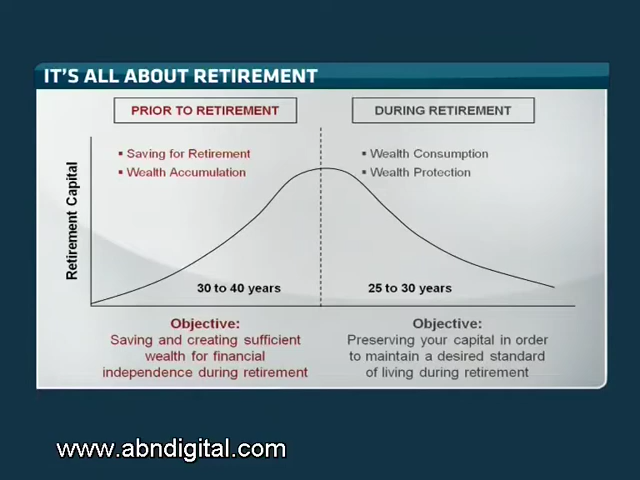 IT'S ALL ABOUT RETIREMENT
PRIOR TO RETIREMENT
DURING RETIREMENT
▪ Saving for Retirement
▪ Wealth Accumulation
▪ Wealth Consumption
▪ Wealth Protection
Retirement Capital
30 to 40 years
25 to 30 years
Objective:
Saving and creating sufficient
wealth for financial
independence during retirement
Objective:
Preserving your capital in order
to maintain a desired standard
of living during retirement
www.abndigital.com